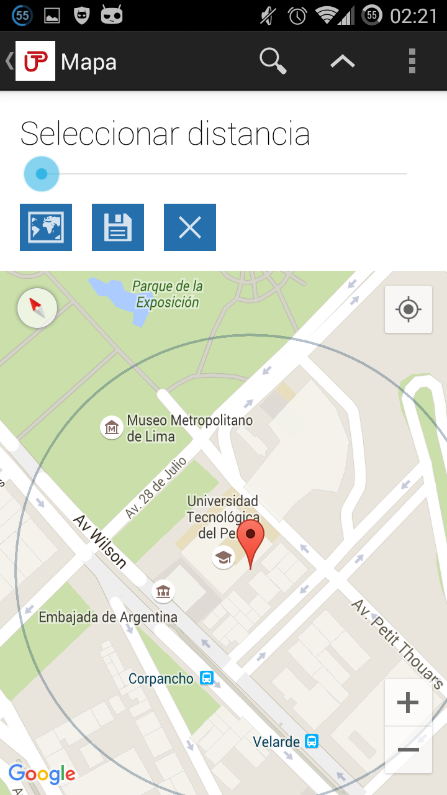 55
55
02:21
UTP
Mapa
Seleccionar distancia
Parque de la
Exposición
Museo Metropolitano
de Lima
Av. 28 de Julio
Universidad
Tecnológica
del Perú
Av Wilson
Embajada de Argentina
Av. Petit Thouars
Corpancho
Velarde
Google